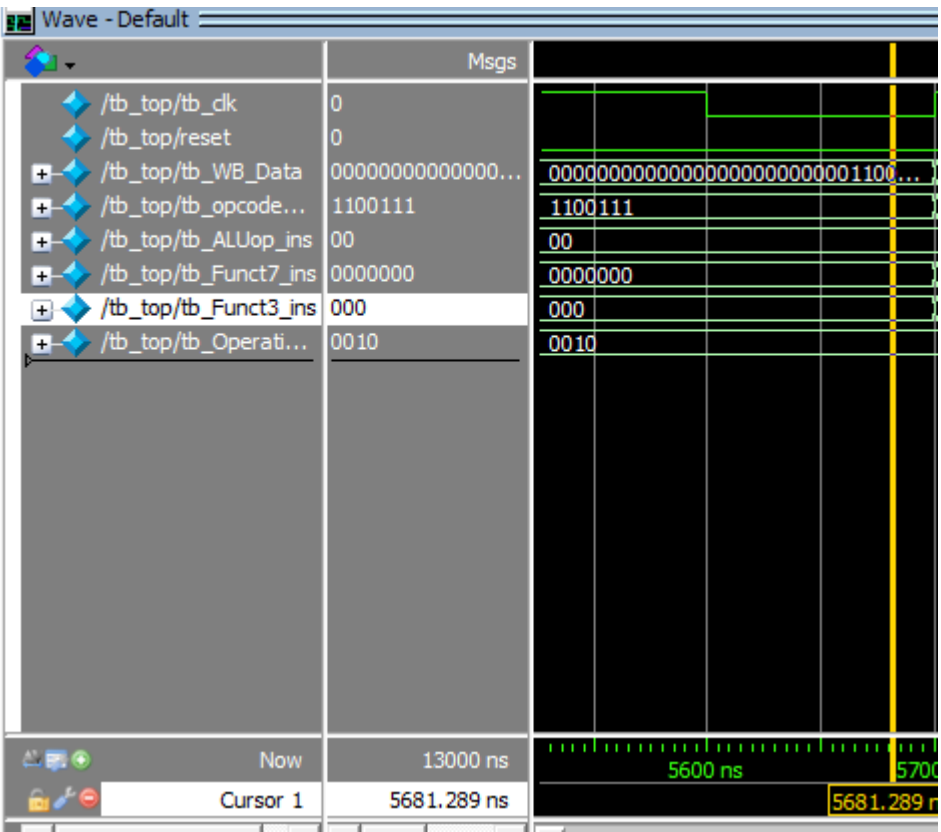 Wave - Default
Msgs
/tb_top/tb_clk 0
/tb_top/reset 0
/tb_top/tb_WB_Data 00000000000000... 00000000000000000000000001100...
/tb_top/tb_opcode... 1100111 1100111
/tb_top/tb_ALUop_ins 00 00
/tb_top/tb_Funct7_ins 0000000 0000000
/tb_top/tb_Funct3_ins 000 000
/tb_top/tb_Operati... 0010 0010
Now 13000 ns 5600 ns 5700
Cursor 1 5681.289 ns 5681.289 n